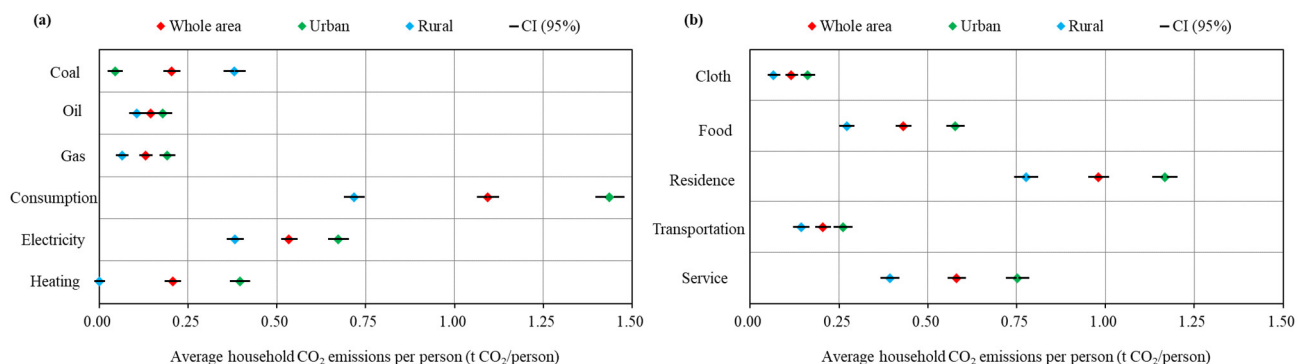 (a)
Whole area Urban Rural CI (95%)
Coal
Oil
Gas
Consumption
Electricity
Heating
0.00 0.25 0.50 0.75 1.00 1.25 1.50
Average household CO₂ emissions per person (t CO₂/person)
(b)
Whole area Urban Rural CI (95%)
Cloth
Food
Residence
Transportation
Service
0.00 0.25 0.50 0.75 1.00 1.25 1.50
Average household CO₂ emissions per person (t CO₂/person)